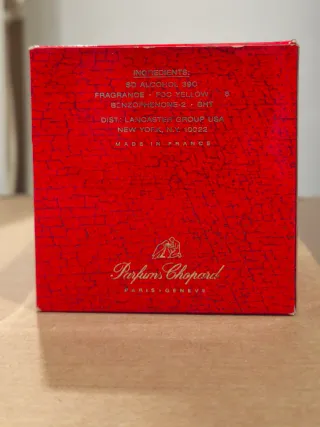 INGREDIENTS:
SD ALCOHOL 39C
FRAGRANCE • FDC YELLOW 5
BENZOPHENONE-2 • BHT
DIST. LANCASTER GROUP USA
NEW YORK, N.Y. 10022
MADE IN FRANCE
Parfums Chopard
PARIS • GENEVE